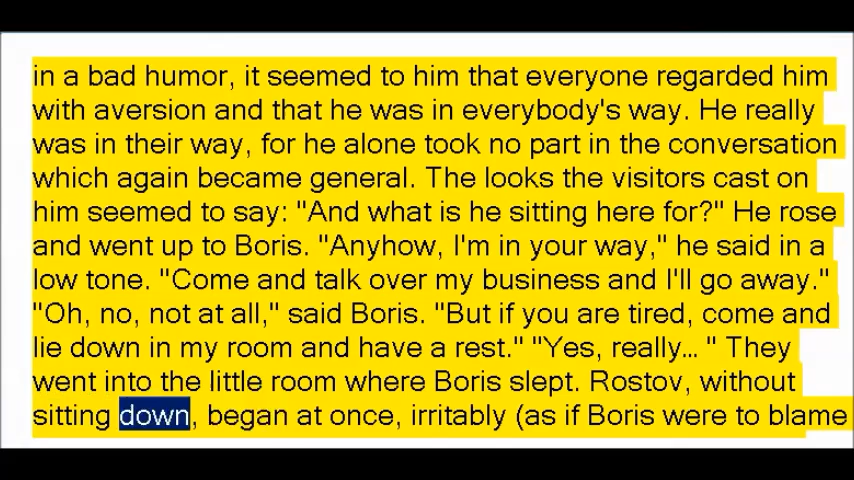 in a bad humor, it seemed to him that everyone regarded him
with aversion and that he was in everybody's way. He really
was in their way, for he alone took no part in the conversation
which again became general. The looks the visitors cast on
him seemed to say: "And what is he sitting here for?" He rose
and went up to Boris. "Anyhow, I'm in your way," he said in a
low tone. "Come and talk over my business and I'll go away."
"Oh, no, not at all," said Boris. "But if you are tired, come and
lie down in my room and have a rest." "Yes, really... " They
went into the little room where Boris slept. Rostov, without
sitting down, began at once, irritably (as if Boris were to blame